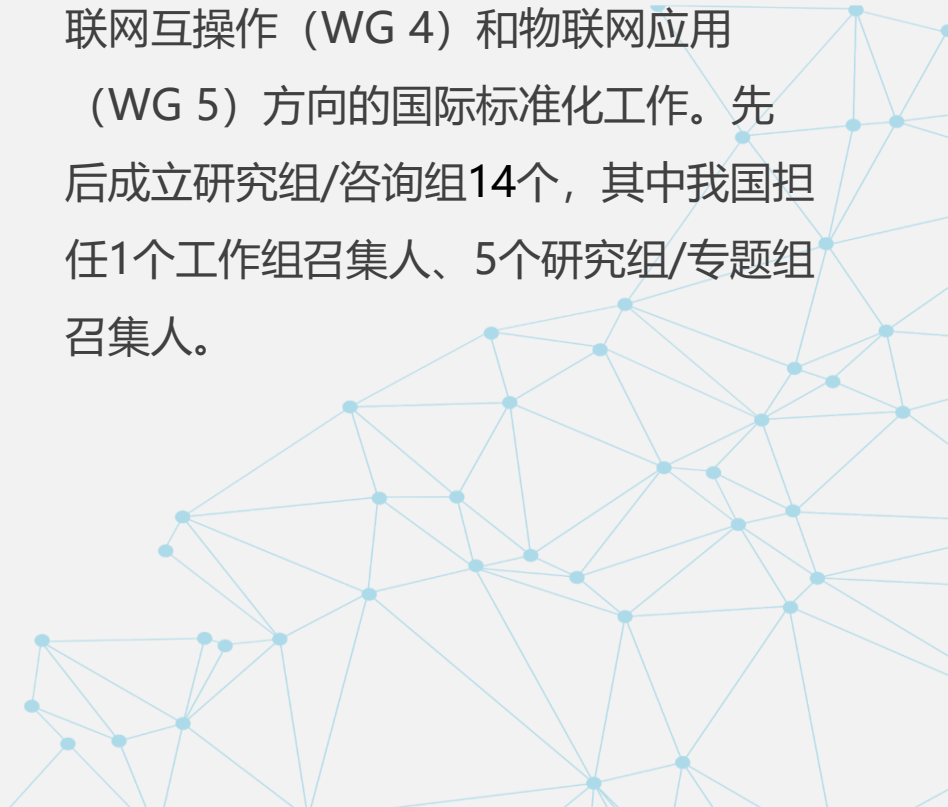 联网互操作（WG 4）和物联网应用
（WG 5）方向的国际标准化工作。先
后成立研究组/咨询组14个，其中我国担
任1个工作组召集人、5个研究组/专题组
召集人。